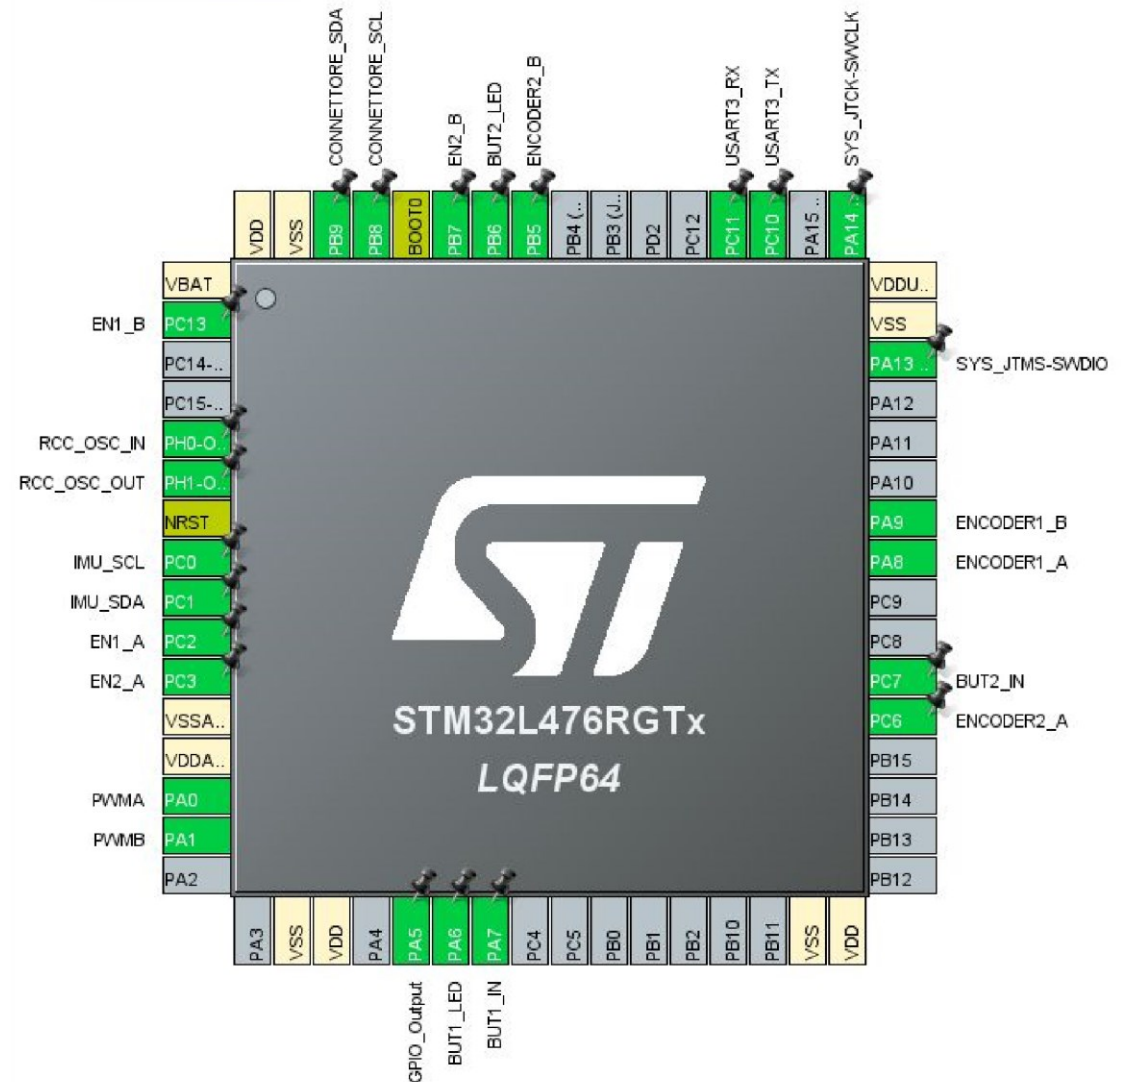 CONNETTORE_SDA
CONNETTORE_SCL
EN2_B
BUT2_LED
ENCODER2_B
USART3_RX
USART3_TX
SYS_JTCK-SWCLK
VDD
VSS
PB9
PB8
BOOT0
PB7
PB6
PB5
PB4 (..
PB3 (J..
PD2
PC12
PC11
PC10
PA15 ..
PA14 ..
VBAT
EN1_B PC13
PC14-..
PC15-..
RCC_OSC_IN PH0-O..
RCC_OSC_OUT PH1-O..
NRST
IMU_SCL PC0
IMU_SDA PC1
EN1_A PC2
EN2_A PC3
VSSA..
VDDA..
PWMA PA0
PWMB PA1
PA2
ST
STM32L476RGTx
LQFP64
VDDU..
VSS
PA13 .. SYS_JTMS-SWDIO
PA12
PA11
PA10
PA9 ENCODER1_B
PA8 ENCODER1_A
PC9
PC8
PC7 BUT2_IN
PC6 ENCODER2_A
PB15
PB14
PB13
PB12
PA3
VSS
VDD
PA4
PA5
PA6
PA7
PC4
PC5
PB0
PB1
PB2
PB10
PB11
VSS
VDD
GPIO_Output
BUT1_LED
BUT1_IN